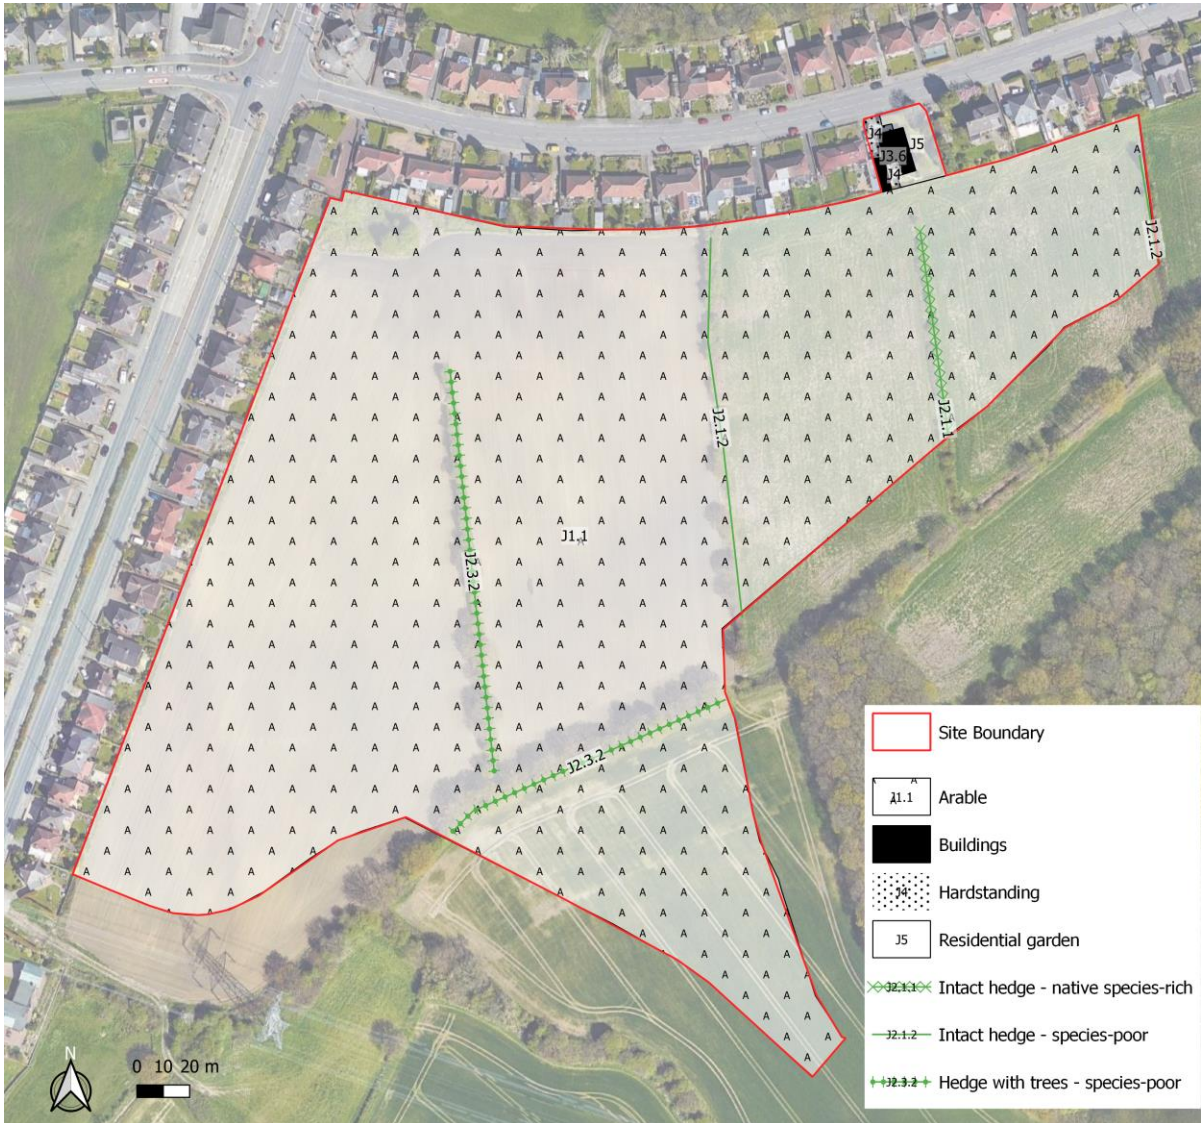 J4
J5
J3.6
J4
J2.1.2
J2.1.2
J2.1.1
J1.1
J2.3.2
J2.3.2
Site Boundary
J1.1 Arable
Buildings
J4 Hardstanding
J5 Residential garden
J2.1.1 Intact hedge - native species-rich
J2.1.2 Intact hedge - species-poor
J2.3.2 Hedge with trees - species-poor
N
0 10 20 m